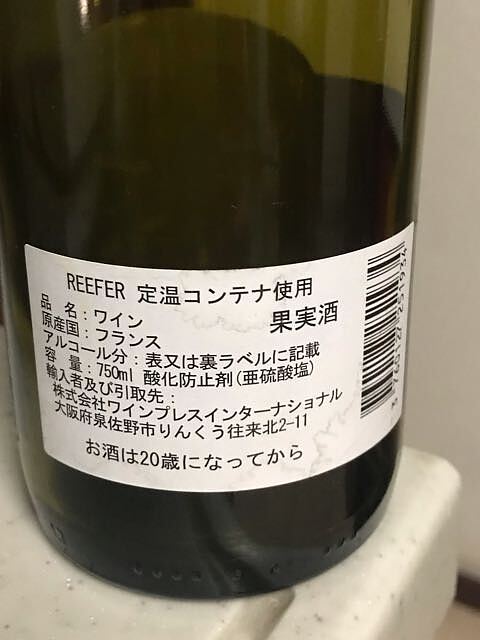 REEFER 定温コンテナ使用
果実酒
品 名：ワイン
原産国：フランス
アルコール分：表又は裏ラベルに記載
容 量：750ml 酸化防止剤(亜硫酸塩)
輸入者及び引取先：
株式会社ワインプレスインターナショナル
大阪府泉佐野市りんくう往来北2-11
お酒は20歳になってから